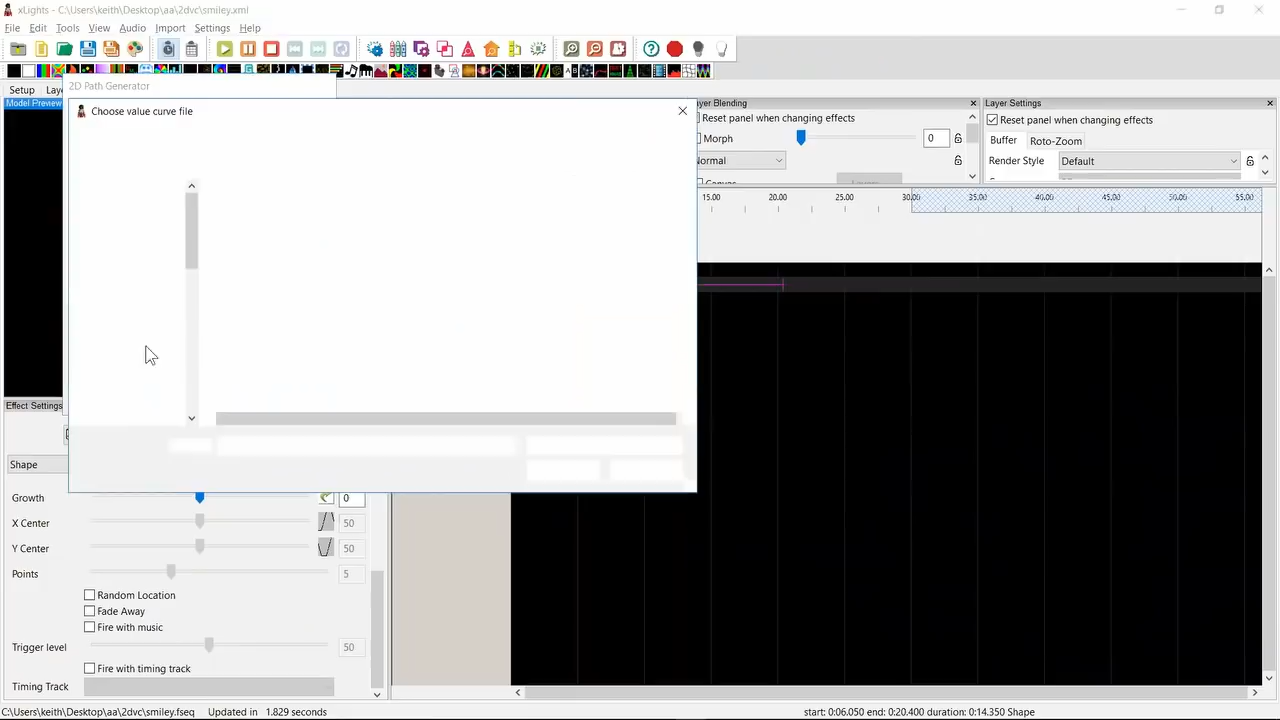 xLights - C:\Users\keith\Desktop\aa\2dvc\smiley.xml
File Edit Tools View Audio Import Settings Help
2D Path Generator
Setup Lay
Model Preview
Choose value curve file
yer Blending
Reset panel when changing effects
Morph 0
Normal
Canvas
Layer Settings
Reset panel when changing effects
Buffer Roto-Zoom
Render Style Default
15.00 20.00 25.00 30.00 35.00 40.00 45.00 50.00 55.00
Effect Settings
Shape
Growth 0
X Center 50
Y Center 50
Points 5
Random Location
Fade Away
Fire with music
Trigger level 50
Fire with timing track
Timing Track
C:\Users\keith\Desktop\aa\2dvc\smiley.fseq Updated in 1.829 seconds start: 0:06.050 end: 0:20.400 duration: 0:14.350 Shape